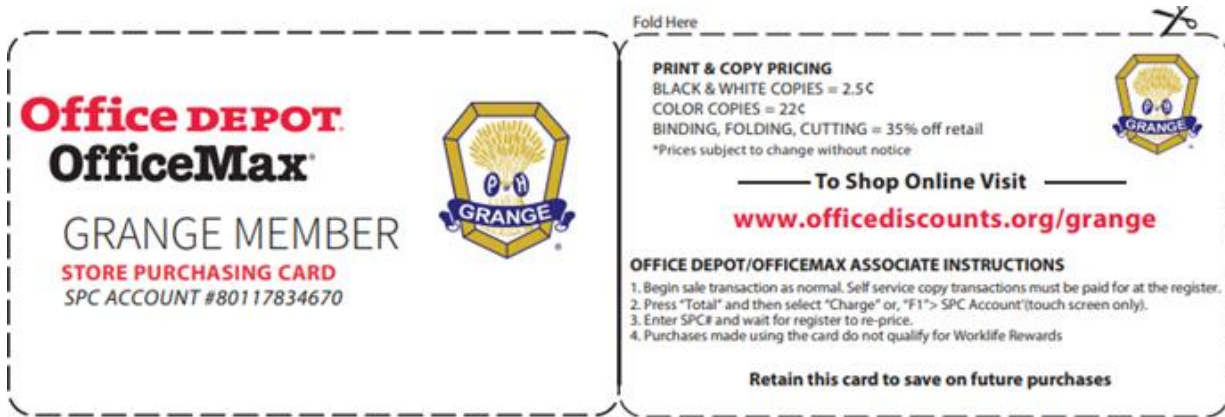 Office DEPOT
OfficeMax®
GRANGE MEMBER
STORE PURCHASING CARD
SPC ACCOUNT #80117834670
P H
GRANGE
®
Fold Here
PRINT & COPY PRICING
BLACK & WHITE COPIES = 2.5¢
COLOR COPIES = 22¢
BINDING, FOLDING, CUTTING = 35% off retail
*Prices subject to change without notice
P H
GRANGE
®
To Shop Online Visit
www.officediscounts.org/grange
OFFICE DEPOT/OFFICEMAX ASSOCIATE INSTRUCTIONS
1. Begin sale transaction as normal. Self service copy transactions must be paid for at the register.
2. Press "Total" and then select "Charge" or, "F1"> SPC Account'(touch screen only).
3. Enter SPC# and wait for register to re-price.
4. Purchases made using the card do not qualify for Worklife Rewards
Retain this card to save on future purchases